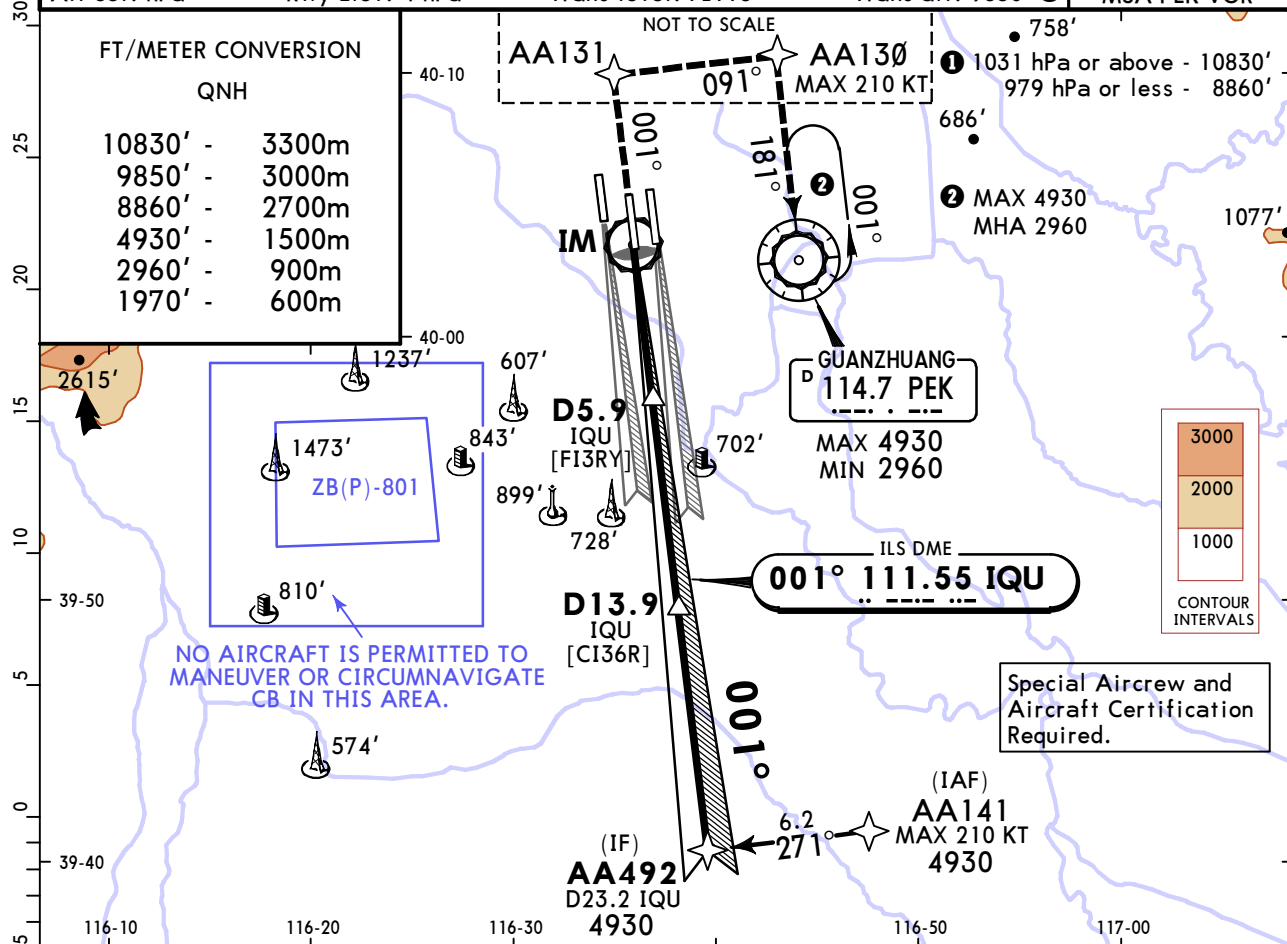 FT/METER CONVERSION
QNH
10830' - 3300m
9850' - 3000m
8860' - 2700m
4930' - 1500m
2960' - 900m
1970' - 600m
NOT TO SCALE
AA131
AA130
MAX 210 KT
091°
001°
181°
001°
2
1 1031 hPa or above - 10830'
979 hPa or less - 8860'
2 MAX 4930
MHA 2960
758'
686'
1077'
40-10
40-00
39-50
39-40
30
25
20
15
10
5
0
5
IM
GUANZHUANG
D 114.7 PEK
MAX 4930
MIN 2960
2615'
1237'
607'
1473'
843'
ZB(P)-801
899'
728'
702'
810'
574'
D5.9
IQU
[FI3RY]
D13.9
IQU
[CI36R]
ILS DME
001° 111.55 IQU
NO AIRCRAFT IS PERMITTED TO
MANEUVER OR CIRCUMNAVIGATE
CB IN THIS AREA.
3000
2000
1000
CONTOUR
INTERVALS
Special Aircrew and
Aircraft Certification
Required.
001°
(IAF)
AA141
MAX 210 KT
4930
6.2
271°
(IF)
AA492
D23.2 IQU
4930
116-10
116-20
116-30
116-50
117-00